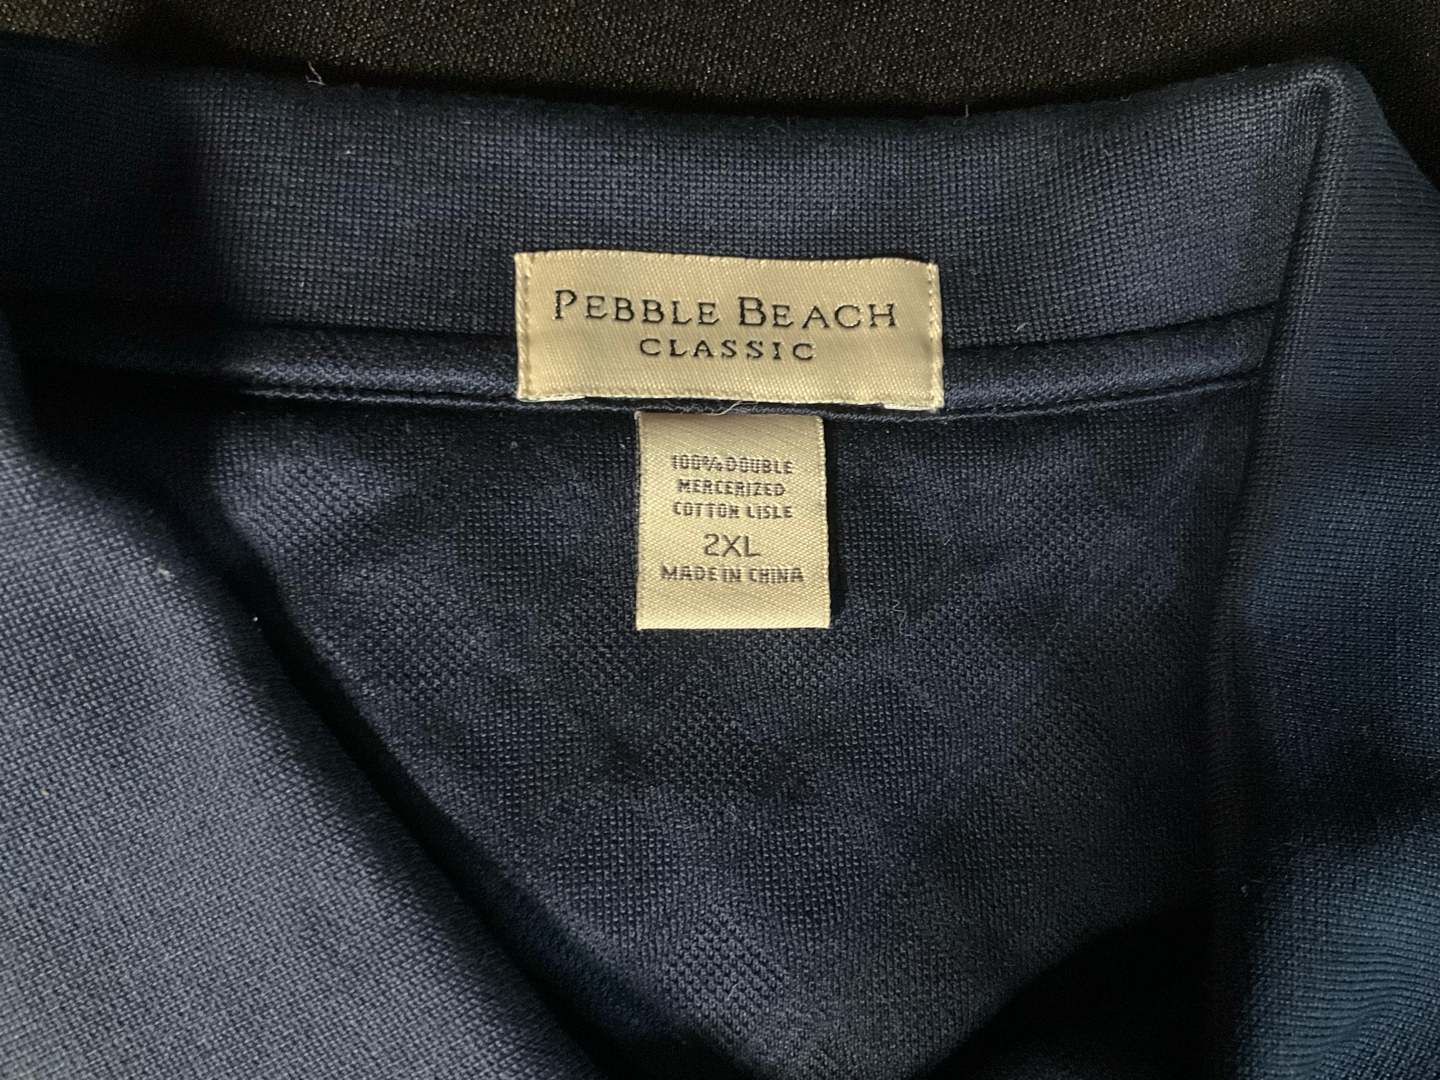 PEBBLE BEACH
CLASSIC
100% DOUBLE
MERCERIZED
COTTON LISLE
2XL
MADE IN CHINA